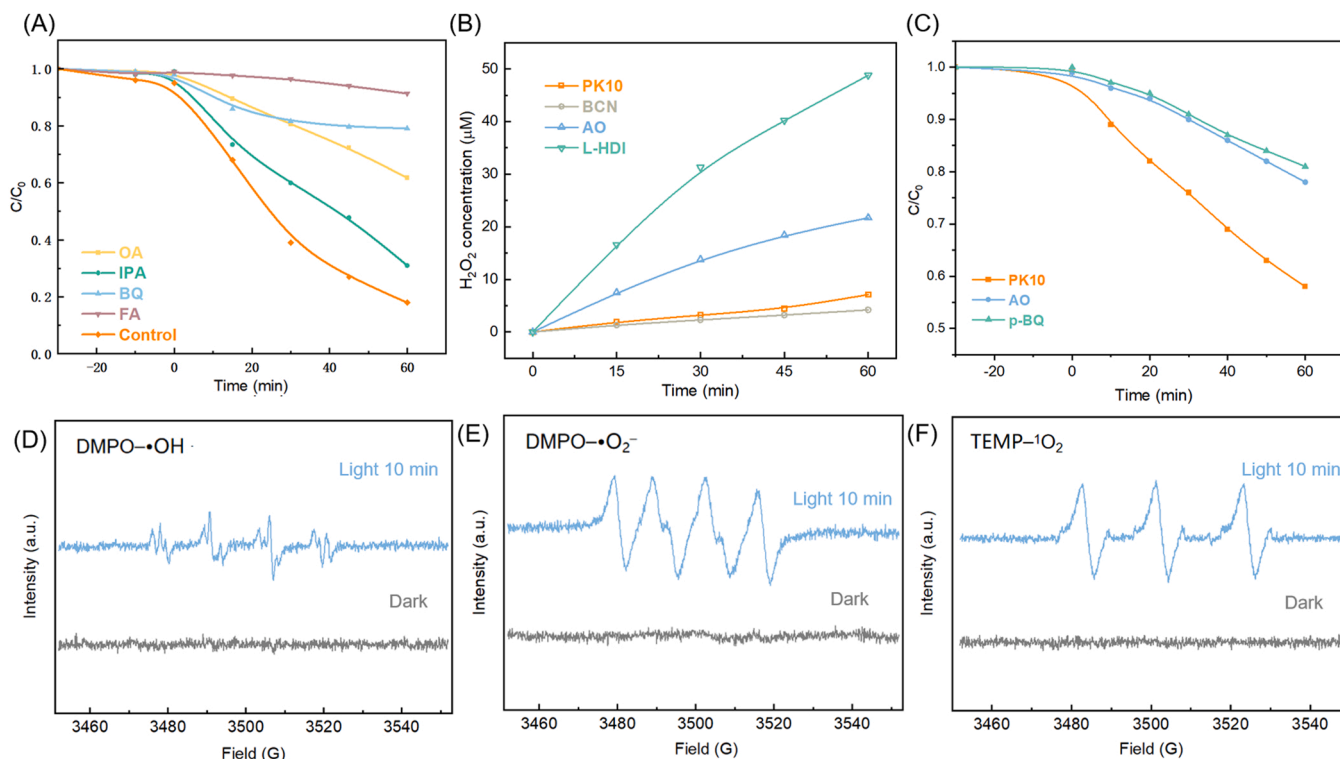 (A)
1.0
0.8
0.6
0.4
0.2
0.0
C/C₀
OA
IPA
BQ
FA
Control
−20
0
20
40
60
Time (min)
(B)
50
40
30
20
10
0
H₂O₂ concentration (μM)
PK10
BCN
AO
L-HDI
0
15
30
45
60
Time (min)
(C)
1.0
0.9
0.8
0.7
0.6
0.5
C/C₀
PK10
AO
p-BQ
-20
0
20
40
60
Time (min)
(D)
DMPO–•OH
Light 10 min
Dark
Intensity (a.u.)
3460
3480
3500
3520
3540
Field (G)
(E)
DMPO–•O₂⁻
Light 10 min
Dark
Intensity (a.u.)
3460
3480
3500
3520
3540
Field (G)
(F)
TEMP–¹O₂
Light 10 min
Dark
Intensity (a.u.)
3460
3480
3500
3520
3540
Field (G)